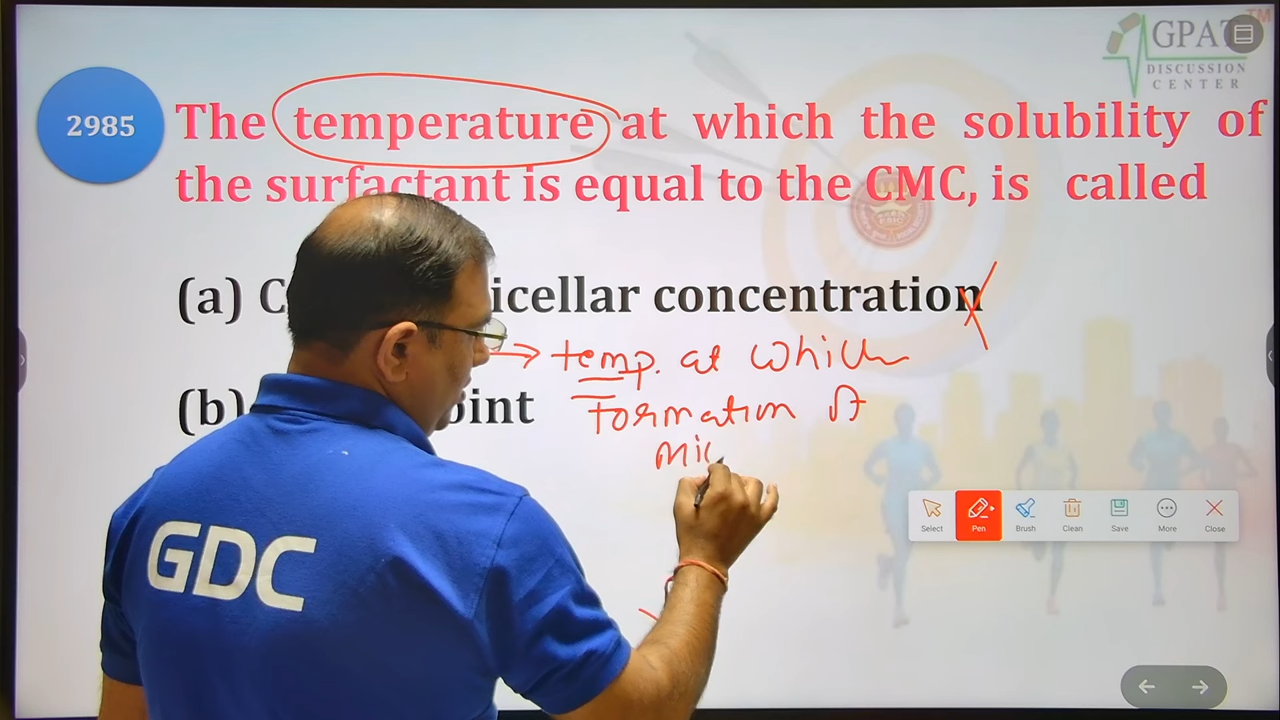 GPAT
TM
DISCUSSION
CENTER
2985
The temperature at which the solubility of
the surfactant is equal to the CMC, is called
(a) C icellar concentration
→ temp. at which
(b) oint
Formation of
mic
Select Pen Brush Clean Save More Close
GDC